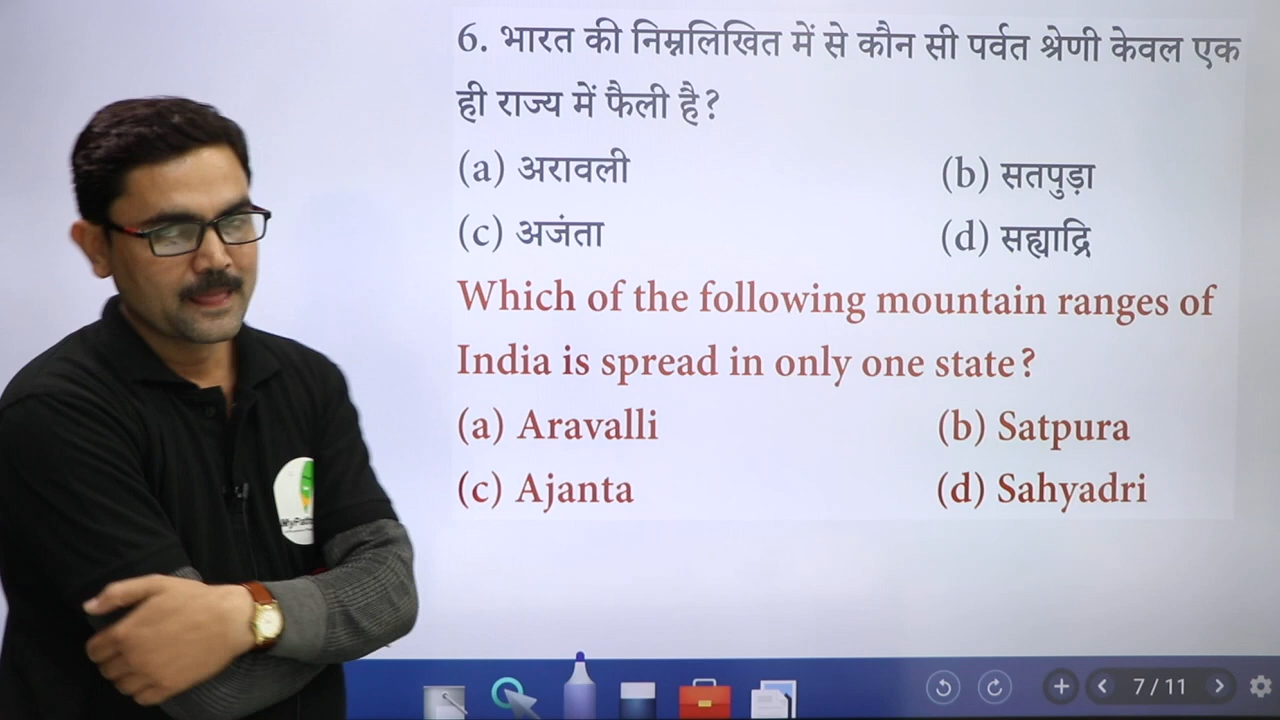 6. भारत की निम्नलिखित में से कौन सी पर्वत श्रेणी केवल एक
ही राज्य में फैली है?
(a) अरावली (b) सतपुड़ा
(c) अजंता (d) सह्याद्रि
Which of the following mountain ranges of
India is spread in only one state?
(a) Aravalli (b) Satpura
(c) Ajanta (d) Sahyadri
7 / 11